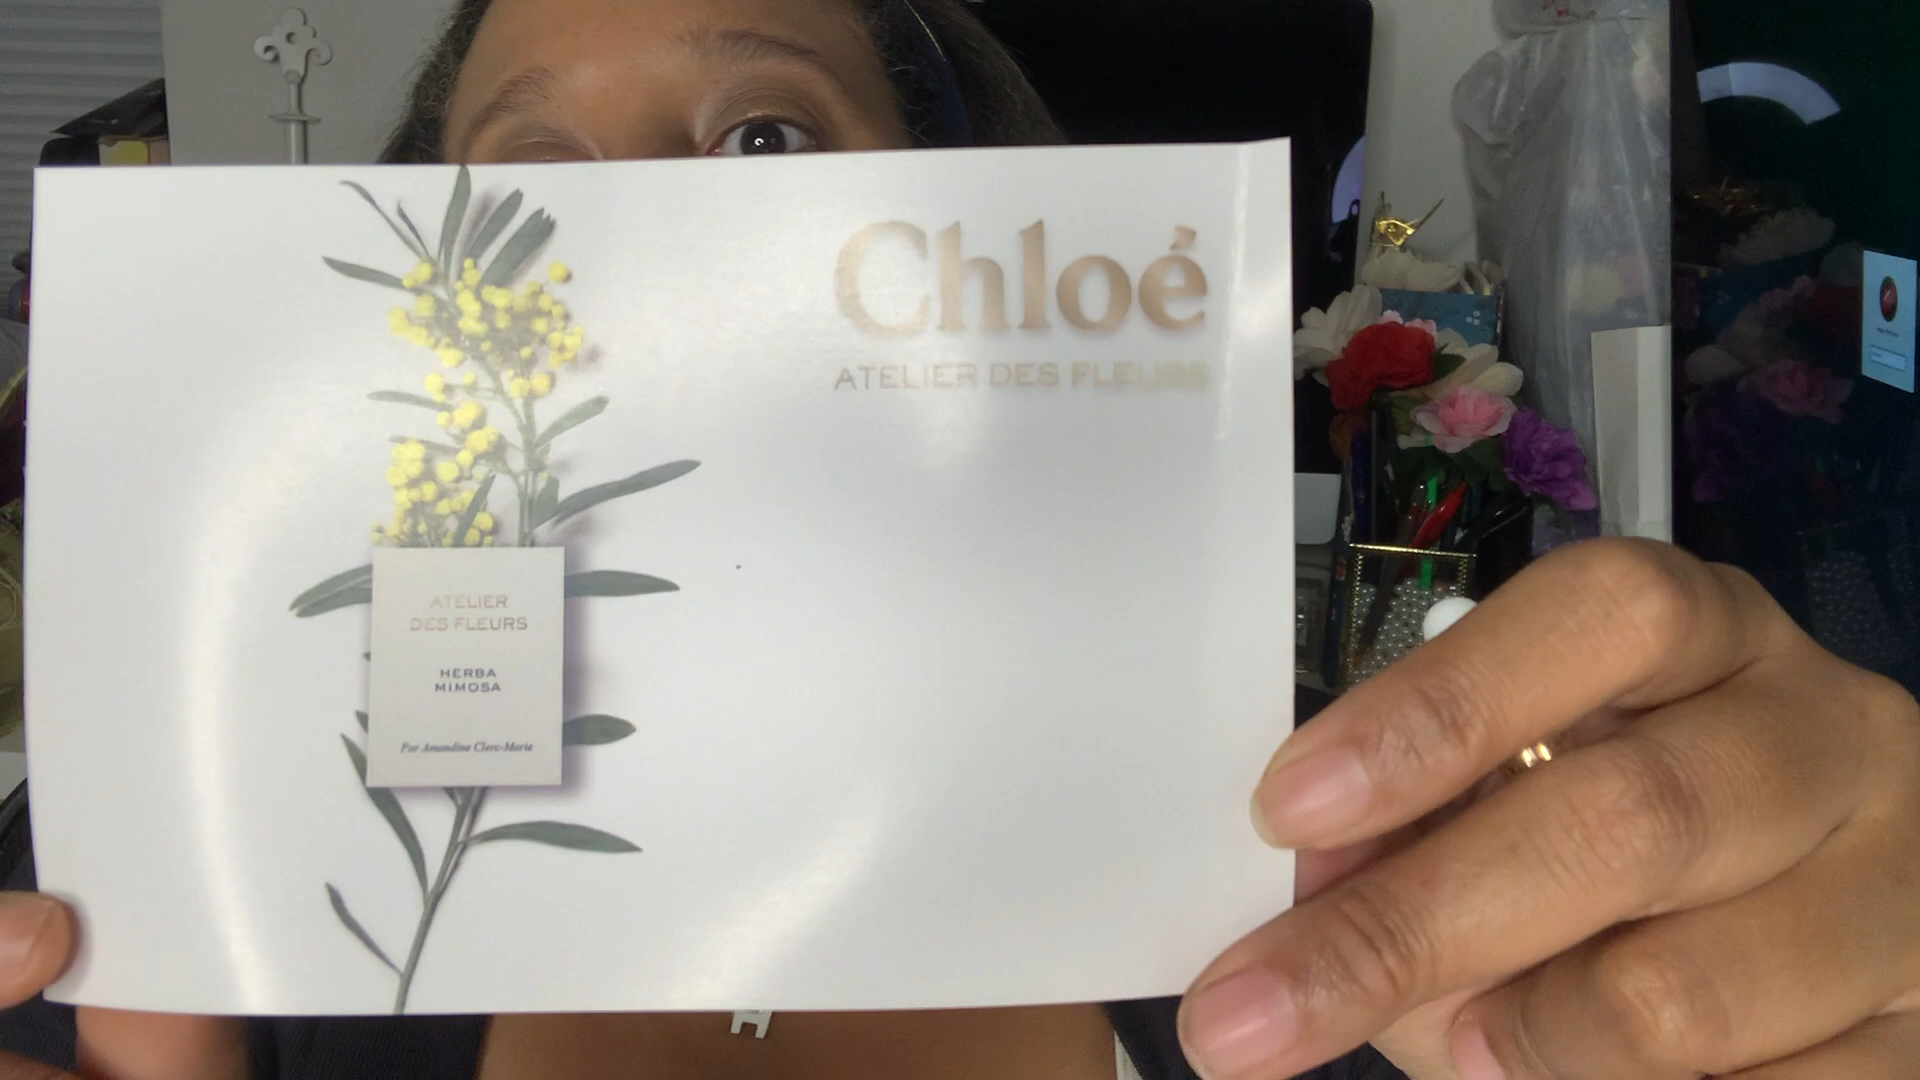 Chloé
ATELIER DES FLEURS
ATELIER
DES FLEURS
HERBA
MIMOSA
Par Amandine Clerc-Marie